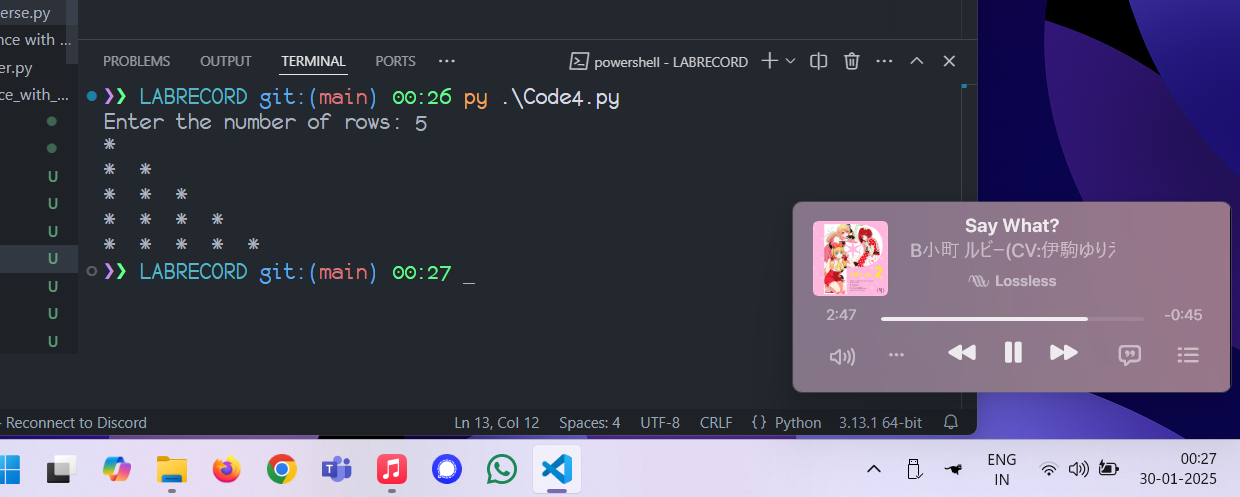 erse.py
nce with ...
er.py
ce_with_...
U
U
U
U
U
U
U
PROBLEMS OUTPUT TERMINAL PORTS ...
powershell - LABRECORD
❯❯ LABRECORD git:(main) 00:26 py .\Code4.py
Enter the number of rows: 5
*
* *
* * *
* * * *
* * * * *
❯❯ LABRECORD git:(main) 00:27 _
Say What?
B小町 ルビー(CV:伊駒ゆりえ
Lossless
2:47 -0:45
Reconnect to Discord Ln 13, Col 12 Spaces: 4 UTF-8 CRLF {} Python 3.13.1 64-bit
ENG
IN
00:27
30-01-2025